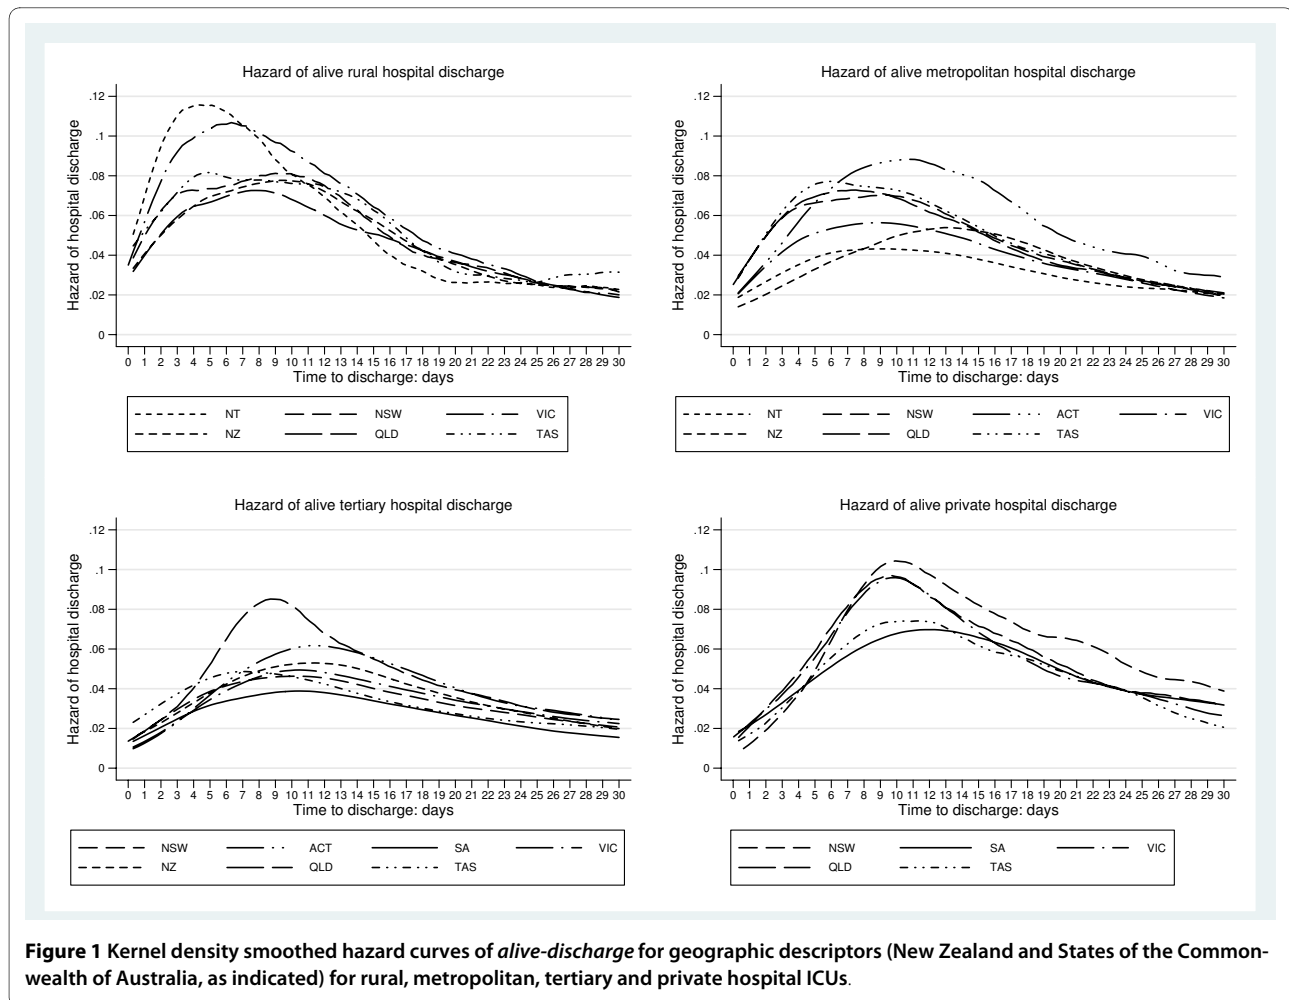 Hazard of alive rural hospital discharge
Hazard of hospital discharge
.12
.1
.08
.06
.04
.02
0
0 1 2 3 4 5 6 7 8 9 10 11 12 13 14 15 16 17 18 19 20 21 22 23 24 25 26 27 28 29 30
Time to discharge: days
NT NSW VIC
NZ QLD TAS
Hazard of alive metropolitan hospital discharge
Hazard of hospital discharge
.12
.1
.08
.06
.04
.02
0
0 1 2 3 4 5 6 7 8 9 10 11 12 13 14 15 16 17 18 19 20 21 22 23 24 25 26 27 28 29 30
Time to discharge: days
NT NSW ACT VIC
NZ QLD TAS
Hazard of alive tertiary hospital discharge
Hazard of hospital discharge
.12
.1
.08
.06
.04
.02
0
0 1 2 3 4 5 6 7 8 9 10 11 12 13 14 15 16 17 18 19 20 21 22 23 24 25 26 27 28 29 30
Time to discharge: days
NSW ACT SA VIC
NZ QLD TAS
Hazard of alive private hospital discharge
Hazard of hospital discharge
.12
.1
.08
.06
.04
.02
0
0 1 2 3 4 5 6 7 8 9 10 11 12 13 14 15 16 17 18 19 20 21 22 23 24 25 26 27 28 29 30
Time to discharge: days
NSW SA VIC
QLD TAS
Figure 1 Kernel density smoothed hazard curves of alive-discharge for geographic descriptors (New Zealand and States of the Common-
wealth of Australia, as indicated) for rural, metropolitan, tertiary and private hospital ICUs.